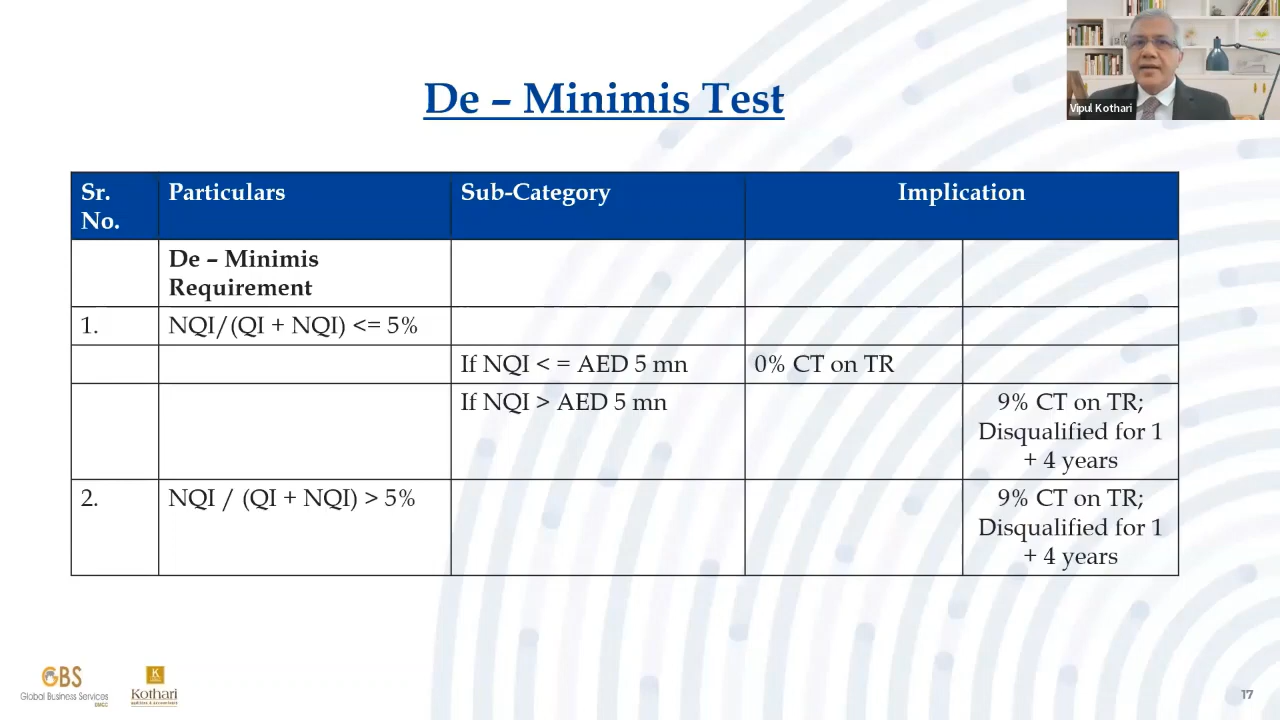 Vipul Kothari
De – Minimis Test
Sr. No. Particulars Sub-Category Implication
De – Minimis Requirement
1. NQI/(QI + NQI) <= 5%
If NQI < = AED 5 mn 0% CT on TR
If NQI > AED 5 mn 9% CT on TR; Disqualified for 1 + 4 years
2. NQI / (QI + NQI) > 5% 9% CT on TR; Disqualified for 1 + 4 years
GBS
Global Business Services
DMCC
K
Kothari
Auditors & Accountants
17